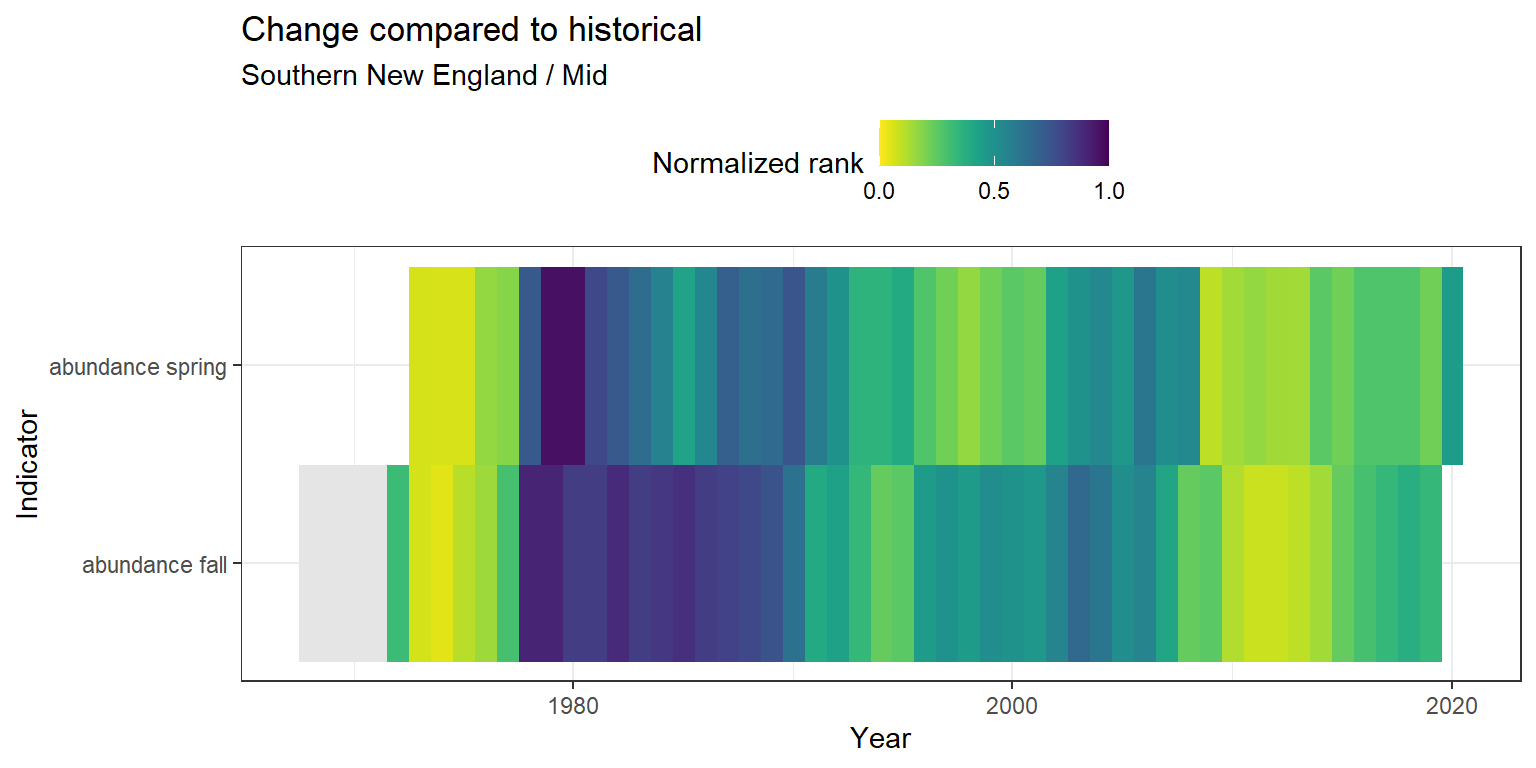 Change compared to historical
Southern New England / Mid
Normalized rank
0.0 0.5 1.0
abundance spring
abundance fall
Indicator
1980 2000 2020
Year